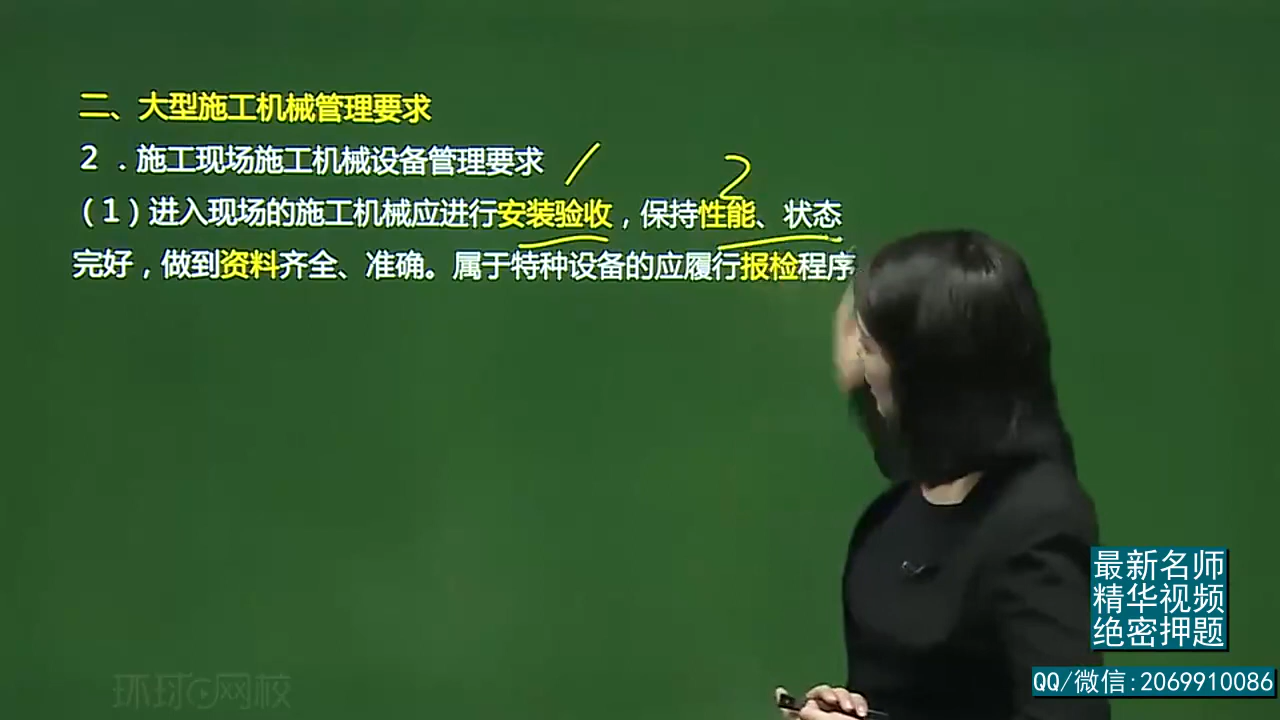 二、大型施工机械管理要求
2 ．施工现场施工机械设备管理要求
1 2
（1）进入现场的施工机械应进行安装验收，保持性能、状态
完好，做到资料齐全、准确。属于特种设备的应履行报检程序
最新名师
精华视频
绝密押题
QQ/微信:2069910086
环球网校